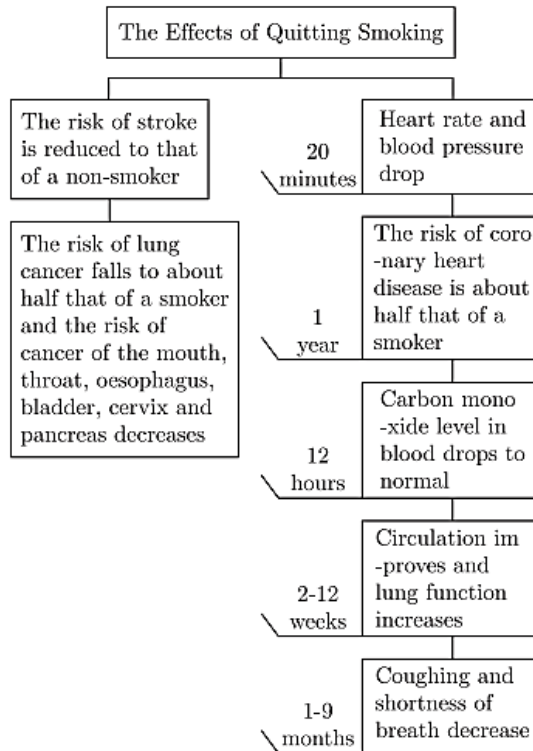 The Effects of Quitting Smoking
The risk of stroke
is reduced to that
of a non-smoker
The risk of lung
cancer falls to about
half that of a smoker
and the risk of
cancer of the mouth,
throat, oesophagus,
bladder, cervix and
pancreas decreases
20
minutes
Heart rate and
blood pressure
drop
1
year
The risk of coro
-nary heart
disease is about
half that of a
smoker
12
hours
Carbon mono
-xide level in
blood drops to
normal
2-12
weeks
Circulation im
-proves and
lung function
increases
1-9
months
Coughing and
shortness of
breath decrease